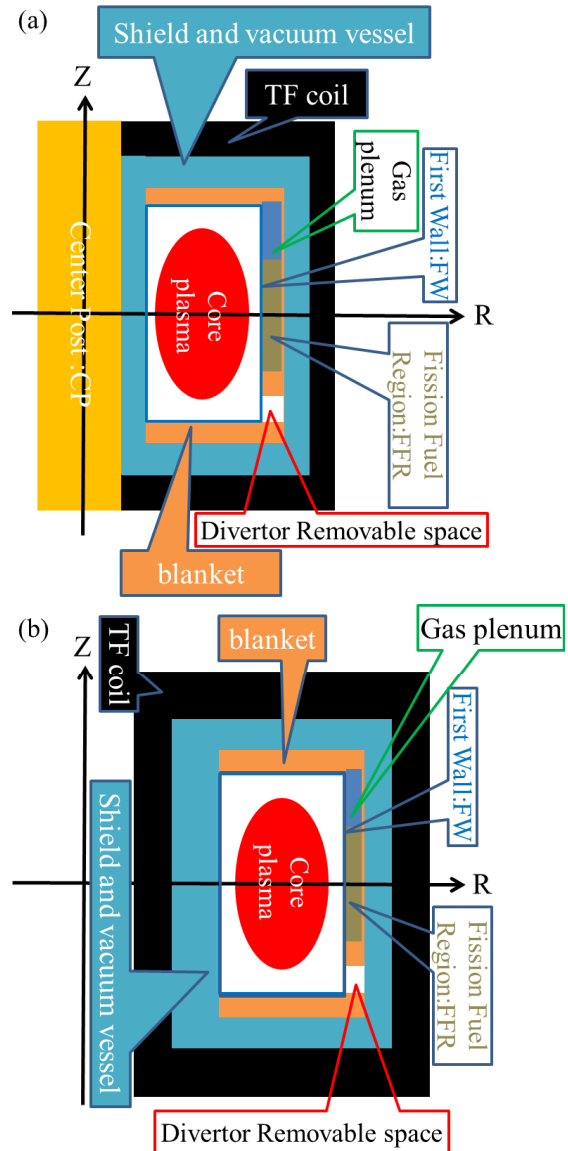 (a)
Shield and vacuum vessel
Z
TF coil
Gas
plenum
First Wall:FW
Center Post :CP
Core
plasma
R
Fission Fuel
Region:FFR
Divertor Removable space
blanket
(b)
Z
TF coil
blanket
Gas plenum
First Wall:FW
Shield and
vacuum vessel
Core
plasma
R
Fission Fuel
Region:FFR
Divertor Removable space